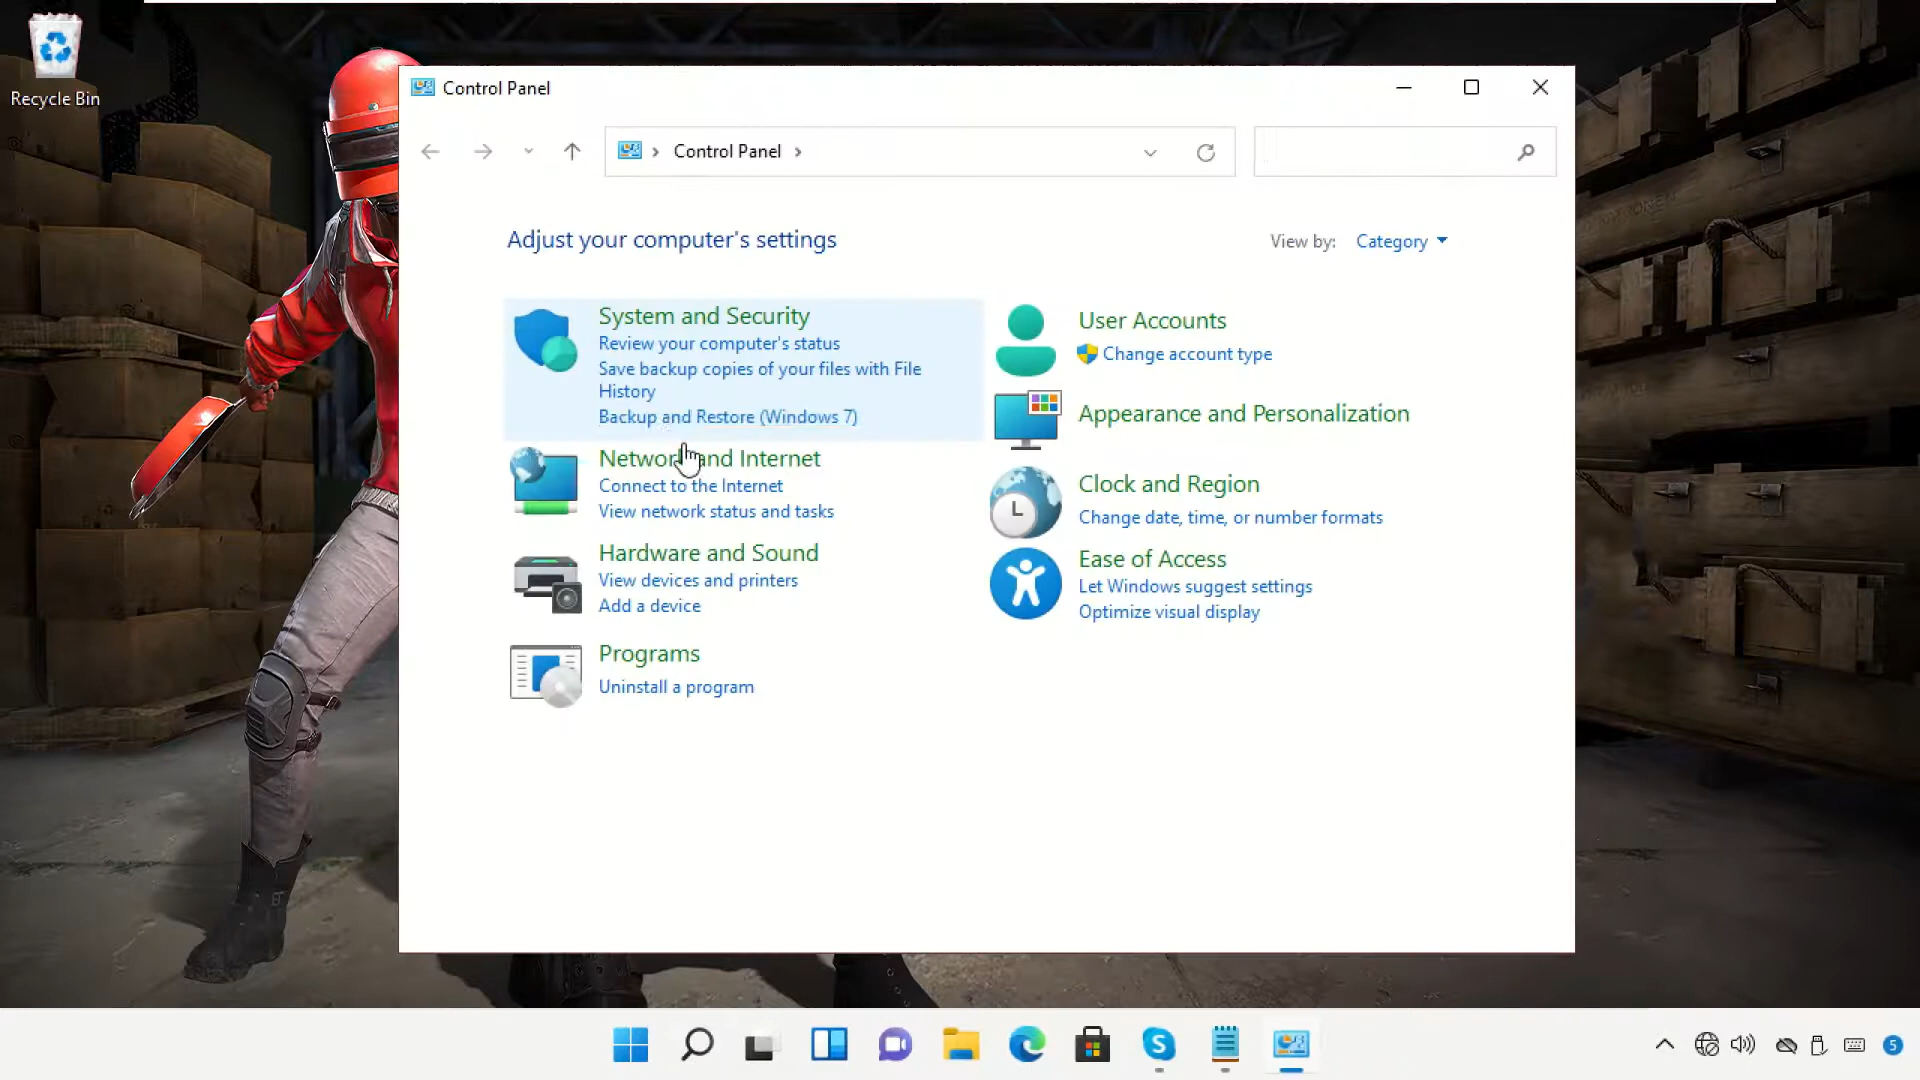 Recycle Bin
Control Panel
Control Panel
Adjust your computer's settings
View by: Category
System and Security
Review your computer's status
Save backup copies of your files with File
History
Backup and Restore (Windows 7)
Network and Internet
Connect to the Internet
View network status and tasks
Hardware and Sound
View devices and printers
Add a device
Programs
Uninstall a program
User Accounts
Change account type
Appearance and Personalization
Clock and Region
Change date, time, or number formats
Ease of Access
Let Windows suggest settings
Optimize visual display
5